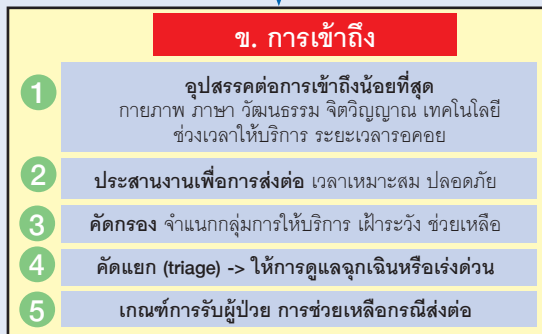 ข. การเข้าถึง
1
อุปสรรคต่อการเข้าถึงน้อยที่สุด
กายภาพ ภาษา วัฒนธรรม จิตวิญญาณ เทคโนโลยี
ช่วงเวลาให้บริการ ระยะเวลารอคอย
2 ประสานงานเพื่อการส่งต่อ เวลาเหมาะสม ปลอดภัย
3 คัดกรอง จำแนกกลุ่มการให้บริการ เฝ้าระวัง ช่วยเหลือ
4 คัดแยก (triage) -> ให้การดูแลฉุกเฉินหรือเร่งด่วน
5 เกณฑ์การรับผู้ป่วย การช่วยเหลือกรณีส่งต่อ